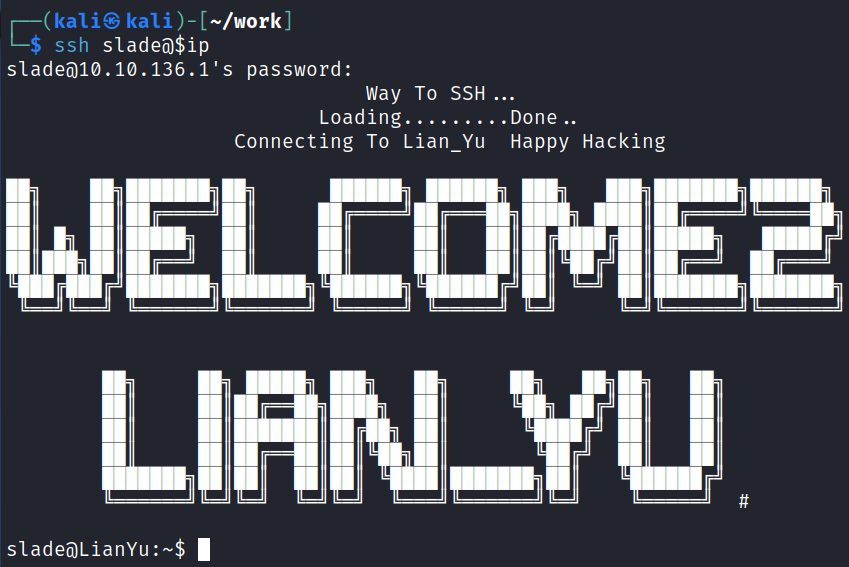 ┌──(kali㉿kali)-[~/work]
└─$ ssh slade@$ip
slade@10.10.136.1's password:
Way To SSH...
Loading.........Done..
Connecting To Lian_Yu  Happy Hacking
WELCOME2
LIAN_YU #
slade@LianYu:~$